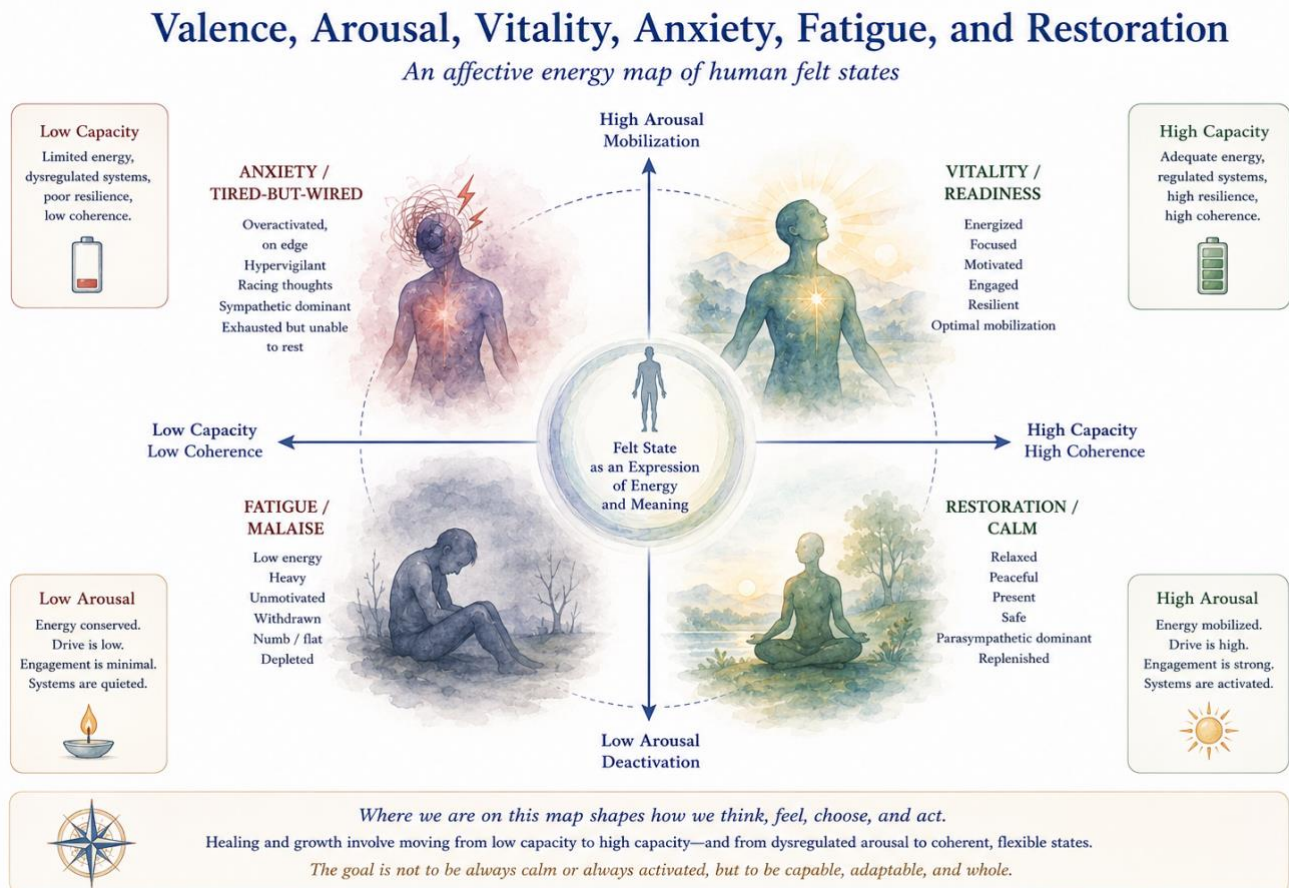 Valence, Arousal, Vitality, Anxiety, Fatigue, and Restoration
An affective energy map of human felt states
Low Capacity
Limited energy,
dysregulated systems,
poor resilience,
low coherence.
High Arousal
Mobilization
High Capacity
Adequate energy,
regulated systems,
high resilience,
high coherence.
ANXIETY /
TIRED-BUT-WIRED
Overactivated,
on edge
Hypervigilant
Racing thoughts
Sympathetic dominant
Exhausted but unable
to rest
VITALITY /
READINESS
Energized
Focused
Motivated
Engaged
Resilient
Optimal mobilization
Low Capacity
Low Coherence
Felt State
as an Expression
of Energy
and Meaning
High Capacity
High Coherence
FATIGUE /
MALAISE
Low energy
Heavy
Unmotivated
Withdrawn
Numb / flat
Depleted
RESTORATION /
CALM
Relaxed
Peaceful
Present
Safe
Parasympathetic dominant
Replenished
Low Arousal
Energy conserved.
Drive is low.
Engagement is minimal.
Systems are quieted.
Low Arousal
Deactivation
High Arousal
Energy mobilized.
Drive is high.
Engagement is strong.
Systems are activated.
Where we are on this map shapes how we think, feel, choose, and act.
Healing and growth involve moving from low capacity to high capacity—and from dysregulated arousal to coherent, flexible states.
The goal is not to be always calm or always activated, but to be capable, adaptable, and whole.